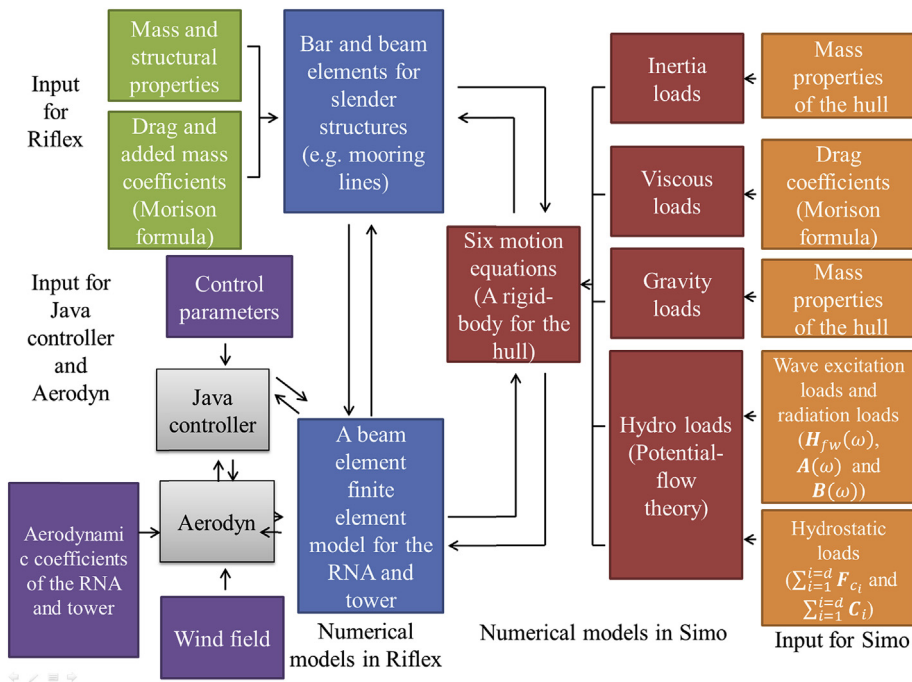 Input
for
Riflex
Mass and
structural
properties
Drag and
added mass
coefficients
(Morison
formula)
Bar and beam
elements for
slender
structures
(e.g. mooring
lines)
Input for
Java
controller
and
Aerodyn
Control
parameters
Java
controller
Aerodyn
Aerodynami
c coefficients
of the RNA
and tower
Wind field
A beam
element
finite
element
model for the
RNA and
tower
Numerical
models in Riflex
Six motion
equations
(A rigid-
body for the
hull)
Inertia
loads
Viscous
loads
Gravity
loads
Hydro loads
(Potential-
flow
theory)
Numerical models in Simo
Mass
properties
of the hull
Drag
coefficients
(Morison
formula)
Mass
properties
of the hull
Wave excitation
loads and
radiation loads
(𝑯𝑓𝑤(𝜔),
𝑨(𝜔) and
𝑩(𝜔))
Hydrostatic
loads
(∑ᵢ₌₁ⁱ⁼ᵈ 𝑭_{cᵢ} and
∑ᵢ₌₁ⁱ⁼ᵈ 𝑪ᵢ)
Input for Simo